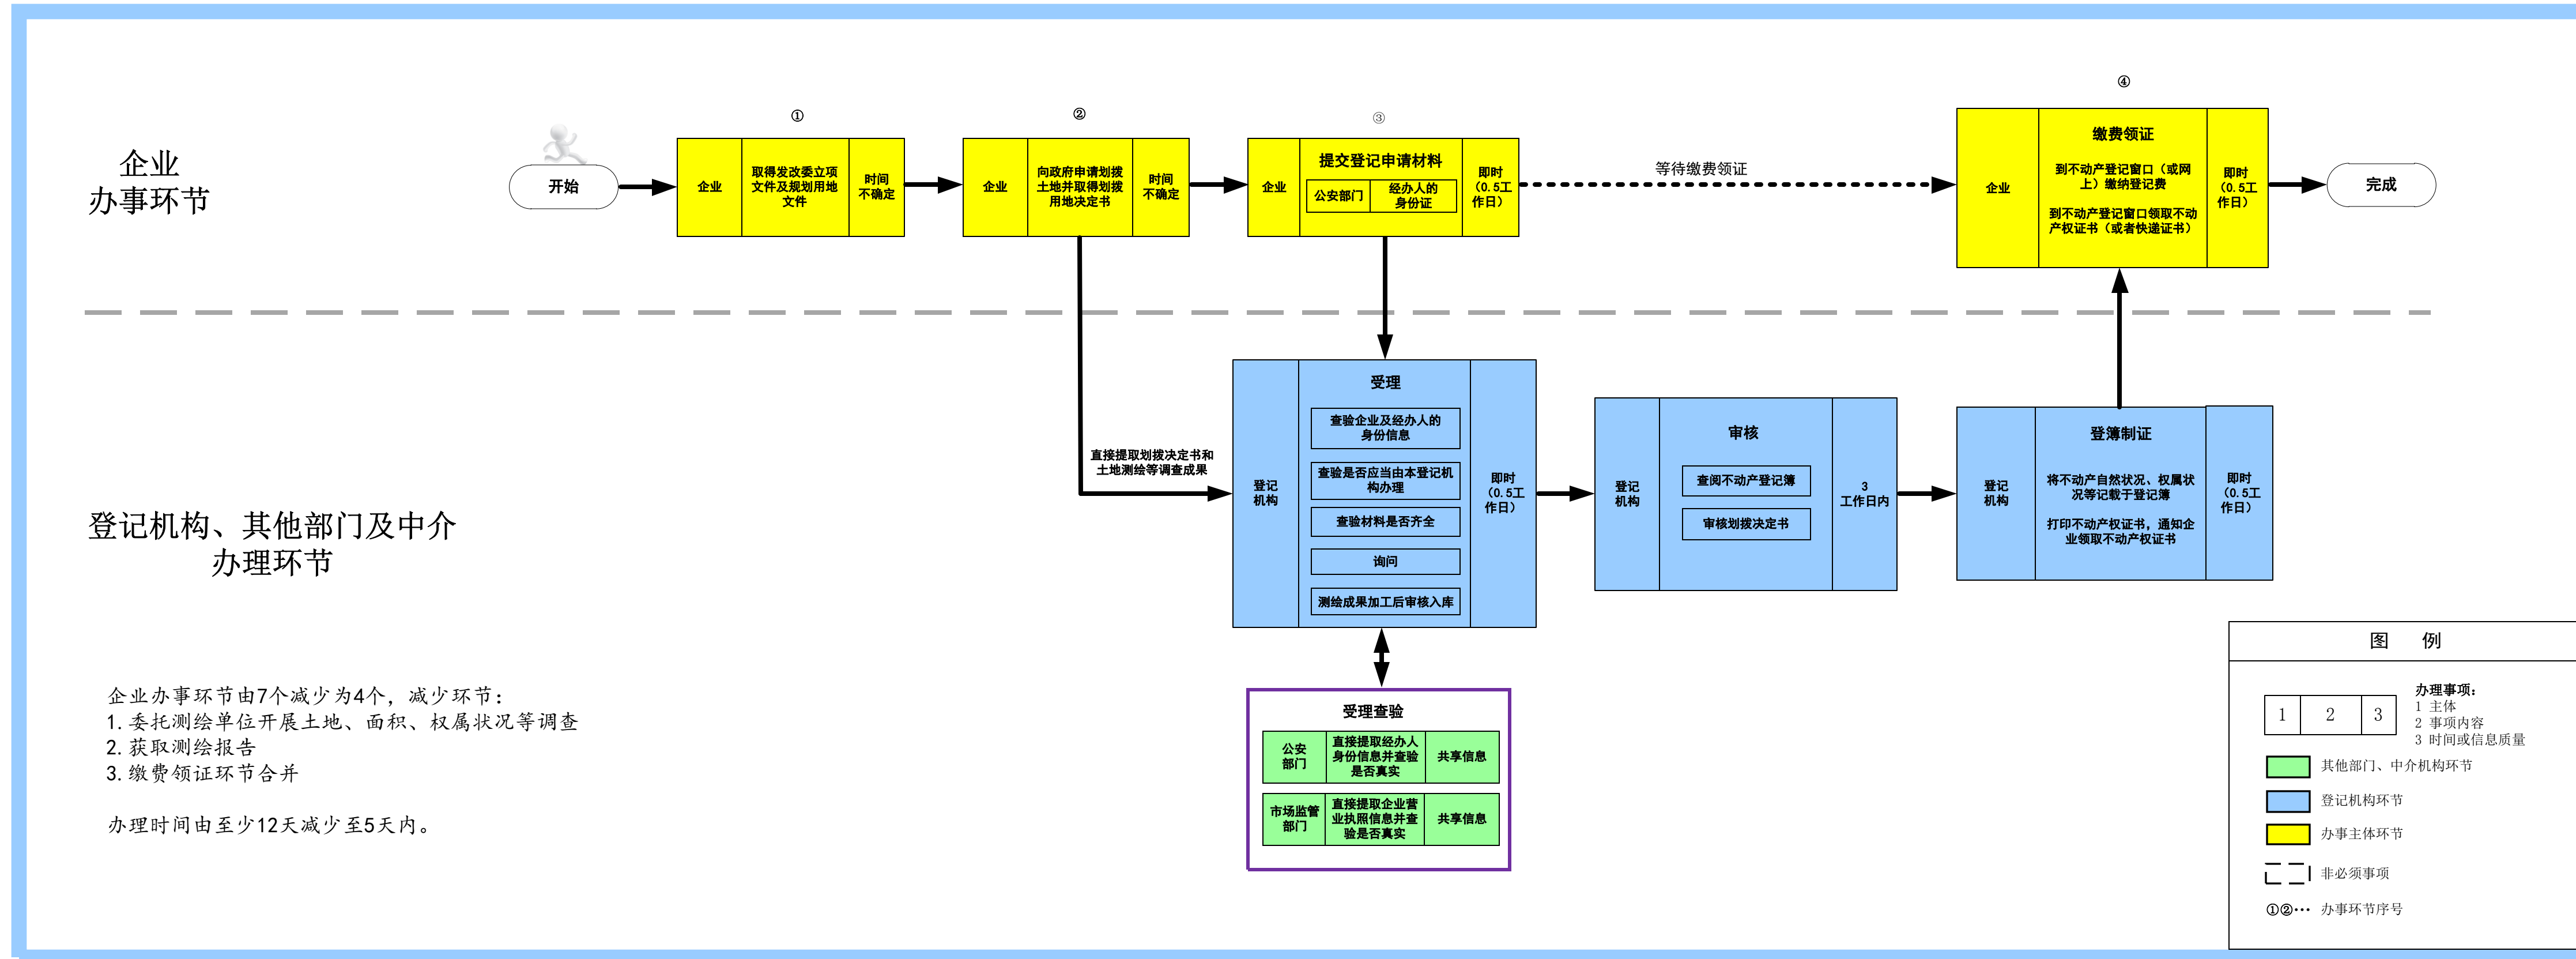 ④
①
②
③
企业
办事环节
开始
企业
取得发改委立项
文件及规划用地
文件
时间
不确定
企业
向政府申请划拨
土地并取得划拨
用地决定书
时间
不确定
企业
提交登记申请材料
公安部门
经办人的
身份证
即时
（0.5工
作日）
等待缴费领证
企业
缴费领证
到不动产登记窗口（或网
上）缴纳登记费
到不动产登记窗口领取不动
产权证书（或者快递证书）
即时
（0.5工
作日）
完成
登记机构、其他部门及中介
办理环节
直接提取划拨决定书和
土地测绘等调查成果
登记
机构
受理
查验企业及经办人的
身份信息
查验是否应当由本登记机
构办理
查验材料是否齐全
询问
测绘成果加工后审核入库
即时
（0.5工
作日）
登记
机构
审核
查阅不动产登记簿
审核划拨决定书
3
工作日内
登记
机构
登簿制证
将不动产自然状况、权属状
况等记载于登记簿
打印不动产权证书，通知企
业领取不动产权证书
即时
（0.5工
作日）
受理查验
公安
部门
直接提取经办人
身份信息并查验
是否真实
共享信息
市场监管
部门
直接提取企业营
业执照信息并查
验是否真实
共享信息
企业办事环节由7个减少为4个，减少环节：
1.委托测绘单位开展土地、面积、权属状况等调查
2.获取测绘报告
3.缴费领证环节合并
办理时间由至少12天减少至5天内。
图 例
1 2 3
办理事项：
1 主体
2 事项内容
3 时间或信息质量
其他部门、中介机构环节
登记机构环节
办事主体环节
非必须事项
①②··· 办事环节序号